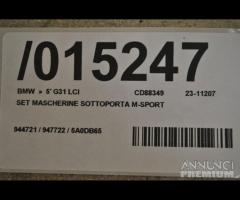 /015247
BMW » 5' G31 LCI CD88349 23-11207
SET MASCHERINE SOTTOPORTA M-SPORT
944721 / 947722 / 5A0DB65
ANNUNCI
PREMIUM